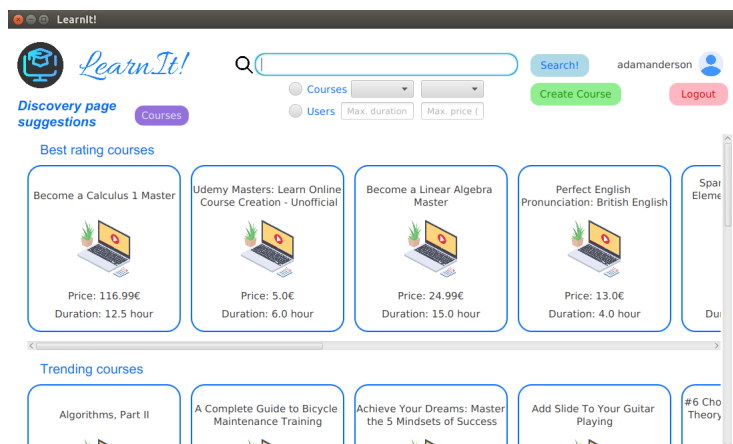 LearnIt!
LearnIt!
Search!
adamanderson
Courses
Users
Max. duration
Max. price (
Create Course
Logout
Discovery page
suggestions
Courses
Best rating courses
Become a Calculus 1 Master
Price: 116.99€
Duration: 12.5 hour
Udemy Masters: Learn Online
Course Creation - Unofficial
Price: 5.0€
Duration: 6.0 hour
Become a Linear Algebra
Master
Price: 24.99€
Duration: 15.0 hour
Perfect English
Pronunciation: British English
Price: 13.0€
Duration: 4.0 hour
Trending courses
Algorithms, Part II
A Complete Guide to Bicycle
Maintenance Training
Achieve Your Dreams: Master
the 5 Mindsets of Success
Add Slide To Your Guitar
Playing
#6 Cho
Theory